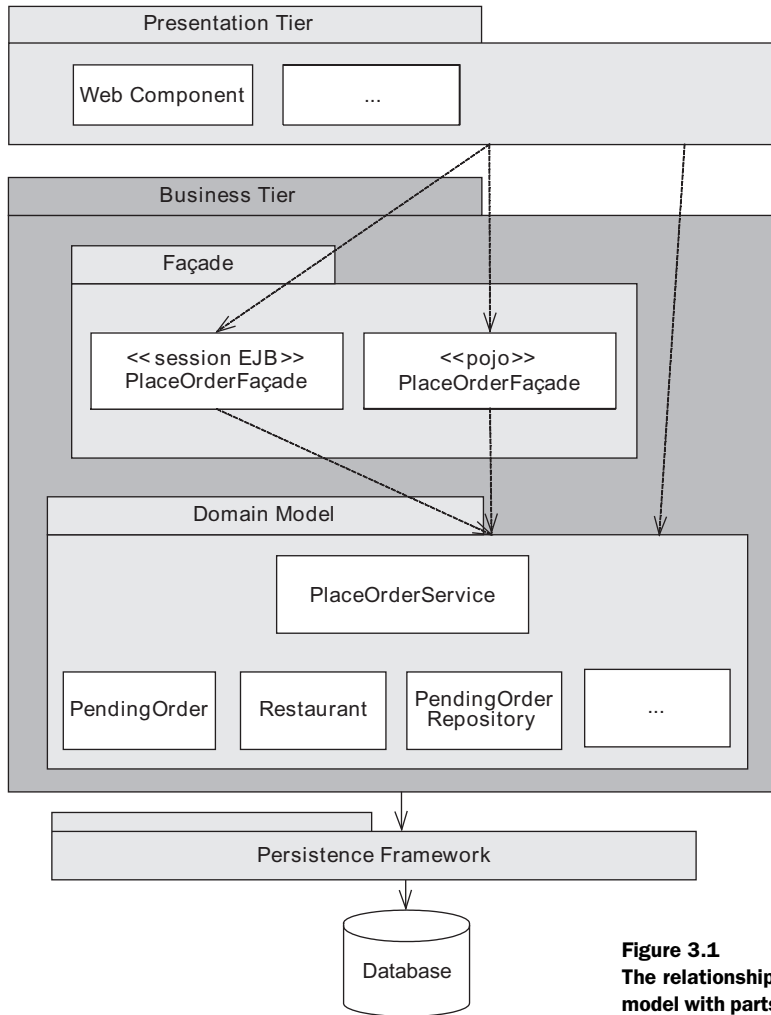 Presentation Tier
Web Component
...
Business Tier
Façade
<<session EJB>>
PlaceOrderFaçade
<<pojo>>
PlaceOrderFaçade
Domain Model
PlaceOrderService
PendingOrder
Restaurant
PendingOrder
Repository
...
Persistence Framework
Database
Figure 3.1
The relationship
model with parts